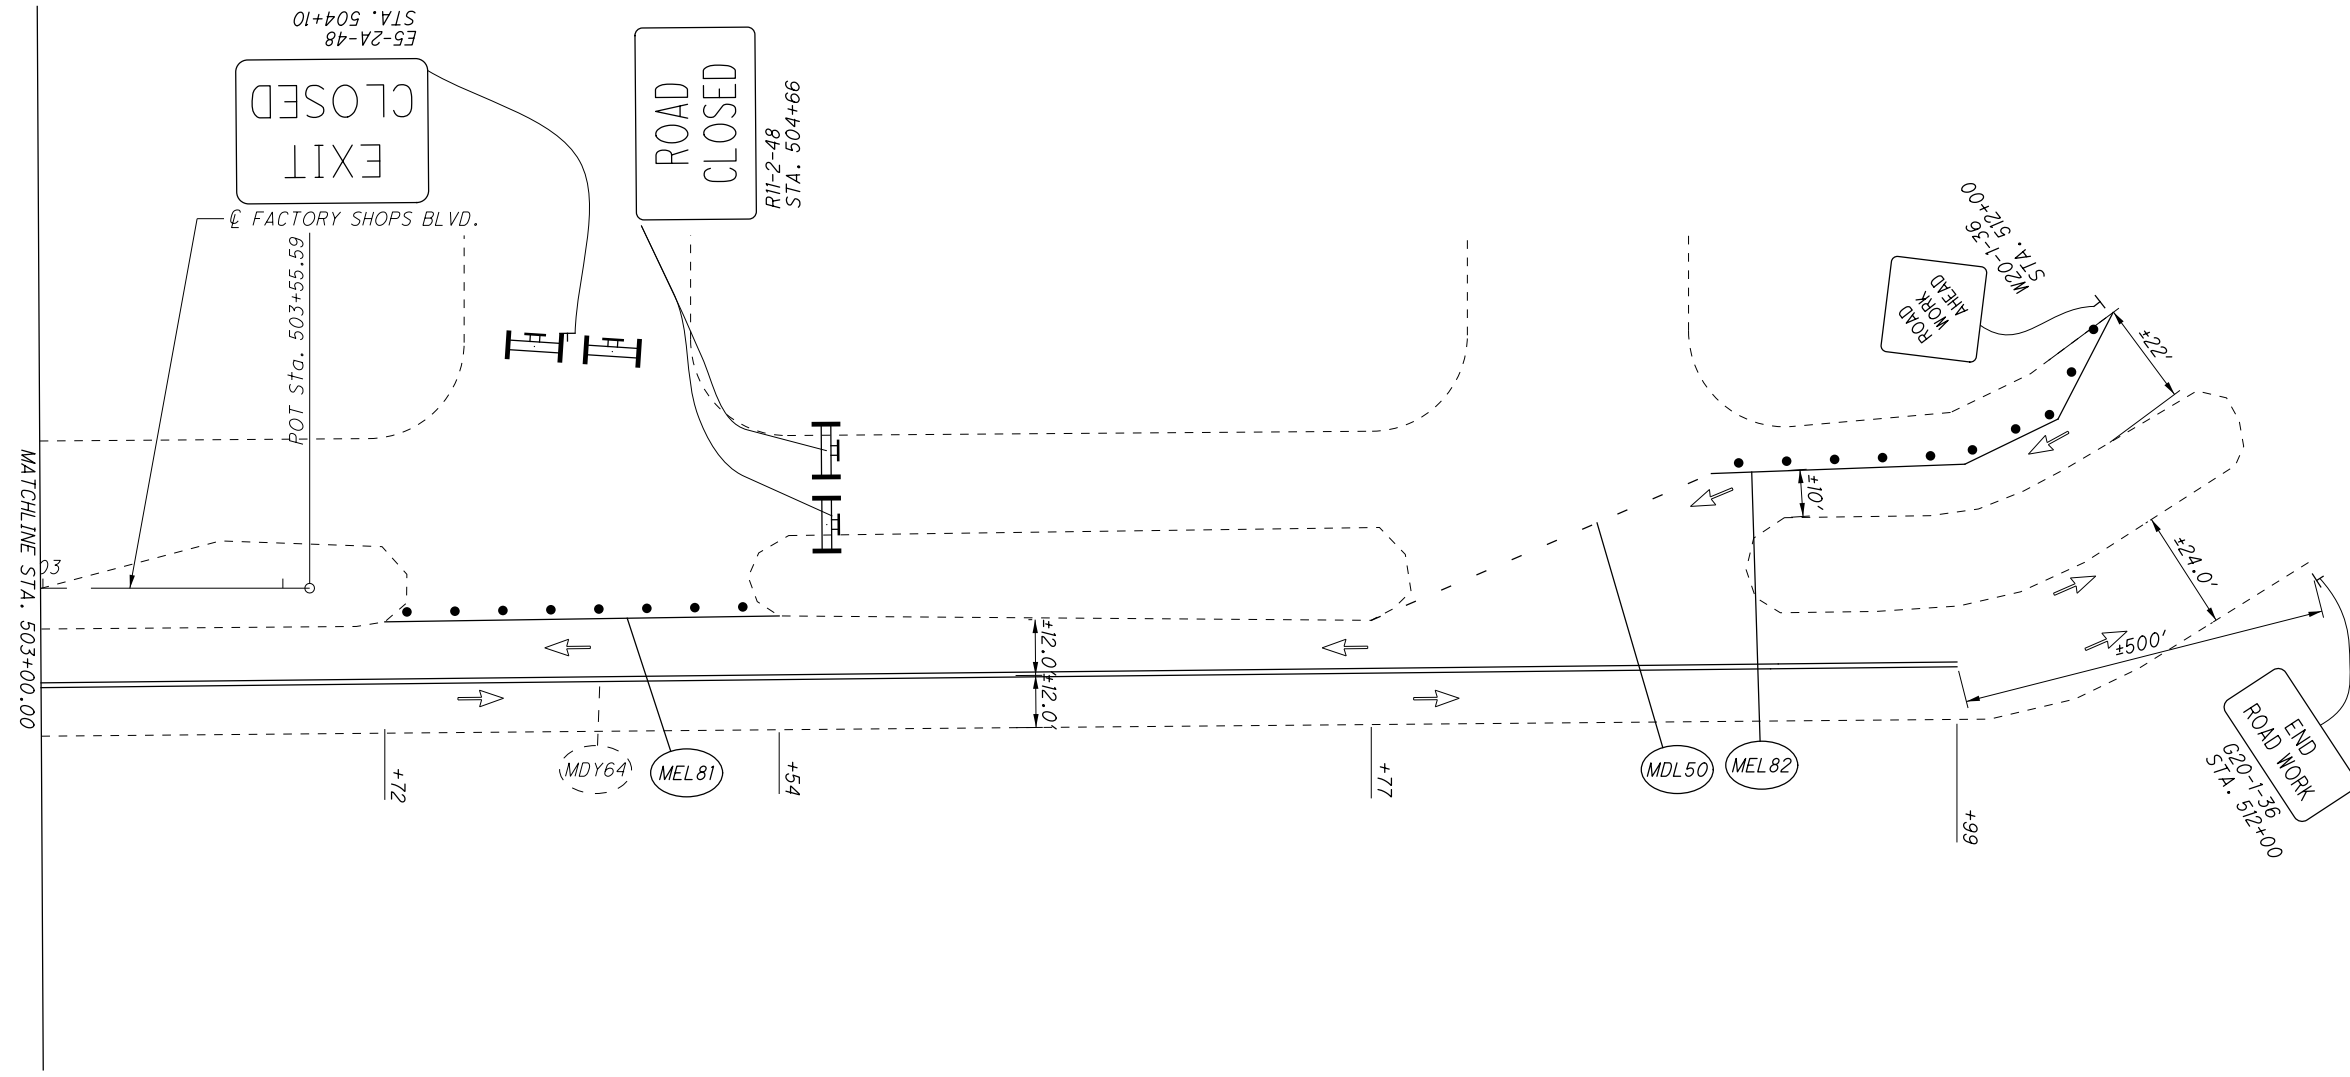 E5-2A-48
STA. 504+10
EXIT
CLOSED
ROAD
CLOSED
R11-2-48
STA. 504+66
℄ FACTORY SHOPS BLVD.
POT Sta. 503+55.59
MATCHLINE STA. 503+00.00
03
W20-1-36
STA. 512+00
ROAD
WORK
AHEAD
±22'
±10'
±24.0'
±500'
±12.0'
±12.0'
END
ROAD WORK
G20-1-36
STA. 512+00
MDY64
MEL81
MDL50
MEL82
+72
+54
+77
+99